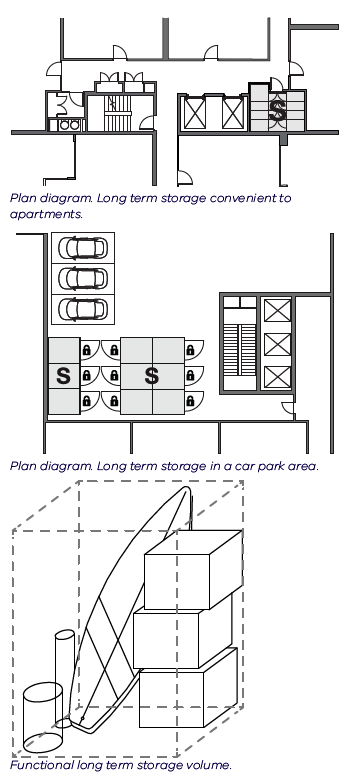 S
Plan diagram. Long term storage convenient to
apartments.
S S
Plan diagram. Long term storage in a car park area.
Functional long term storage volume.